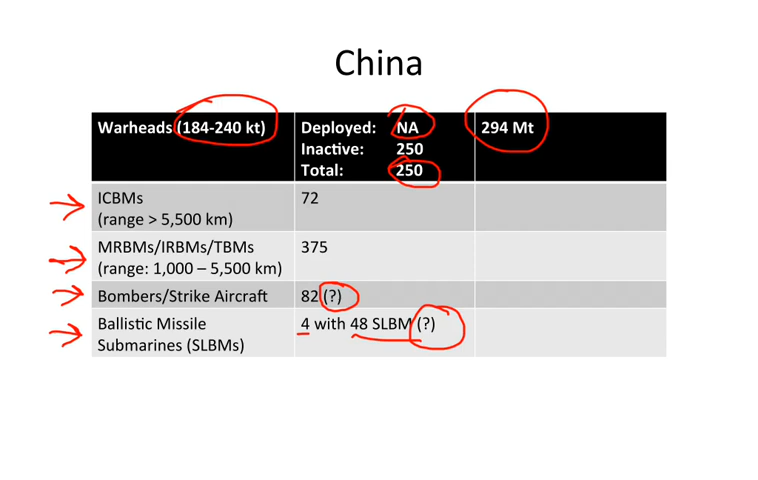 China
Warheads (184-240 kt)
Deployed: NA
Inactive: 250
Total: 250
294 Mt
ICBMs
(range > 5,500 km)
72
MRBMs/IRBMs/TBMs
(range: 1,000 – 5,500 km)
375
Bombers/Strike Aircraft
82 (?)
Ballistic Missile
Submarines (SLBMs)
4 with 48 SLBM (?)